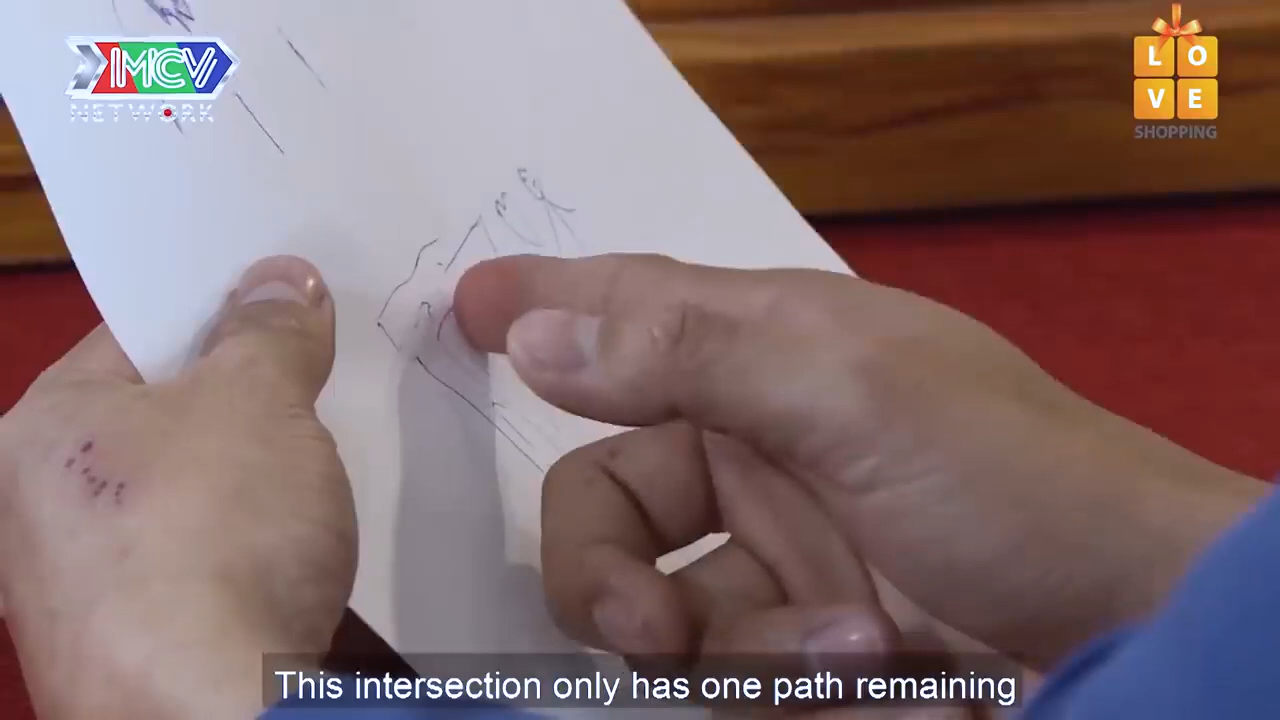 MCV
NETWORK
L O
V E
SHOPPING
This intersection only has one path remaining